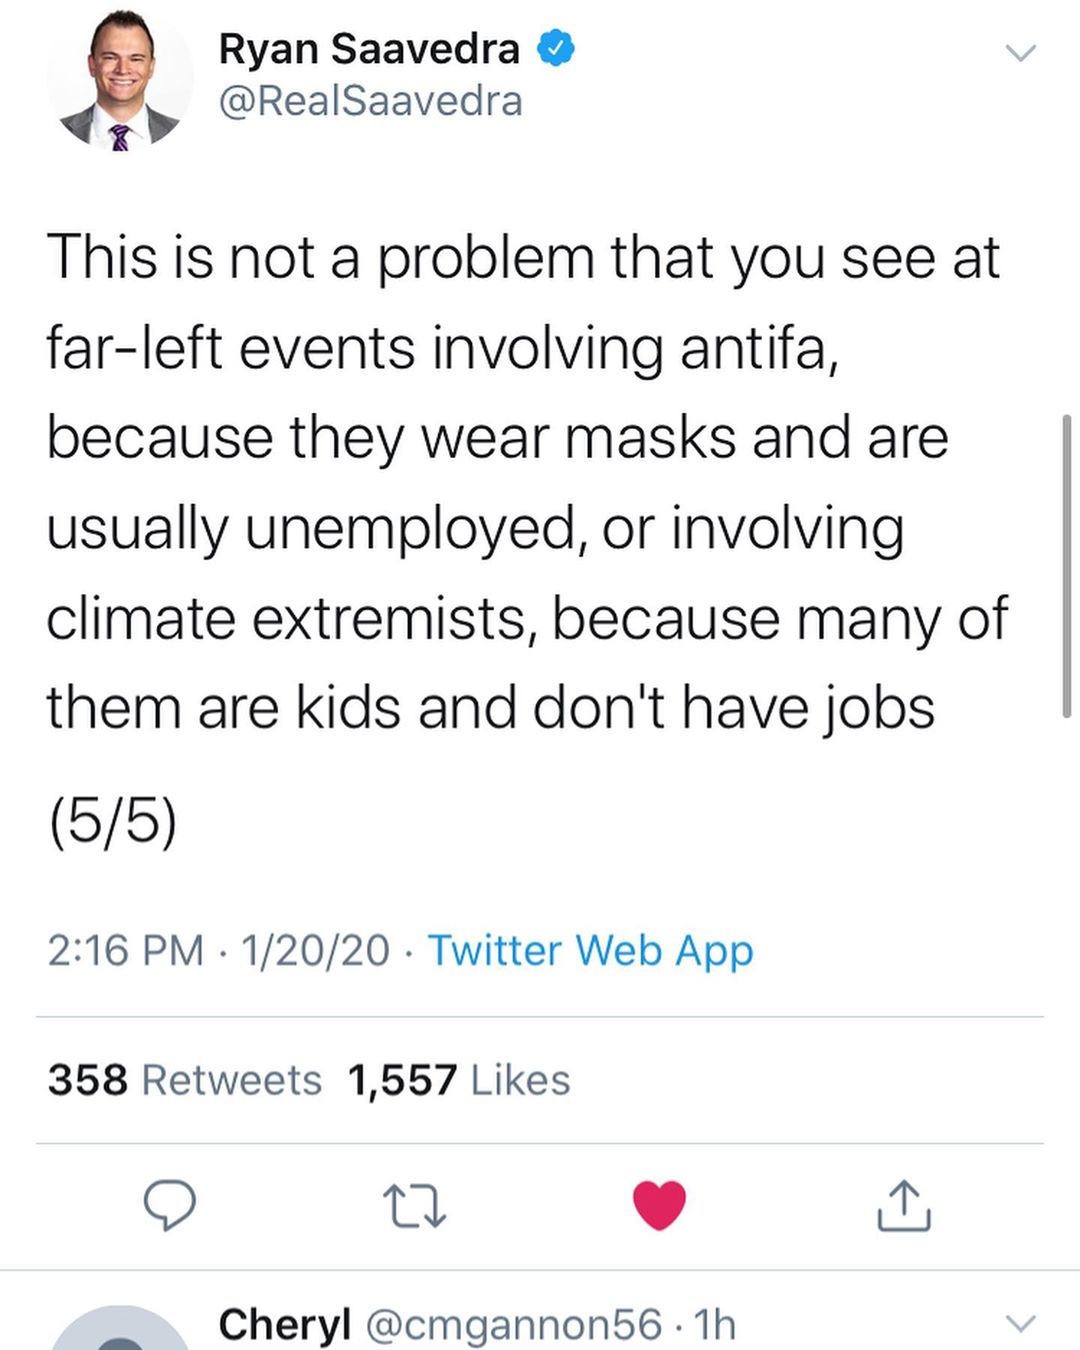 Ryan Saavedra
@RealSaavedra
This is not a problem that you see at
far-left events involving antifa,
because they wear masks and are
usually unemployed, or involving
climate extremists, because many of
them are kids and don't have jobs
(5/5)
2:16 PM · 1/20/20 · Twitter Web App
358 Retweets 1,557 Likes
Cheryl @cmgannon56 · 1h